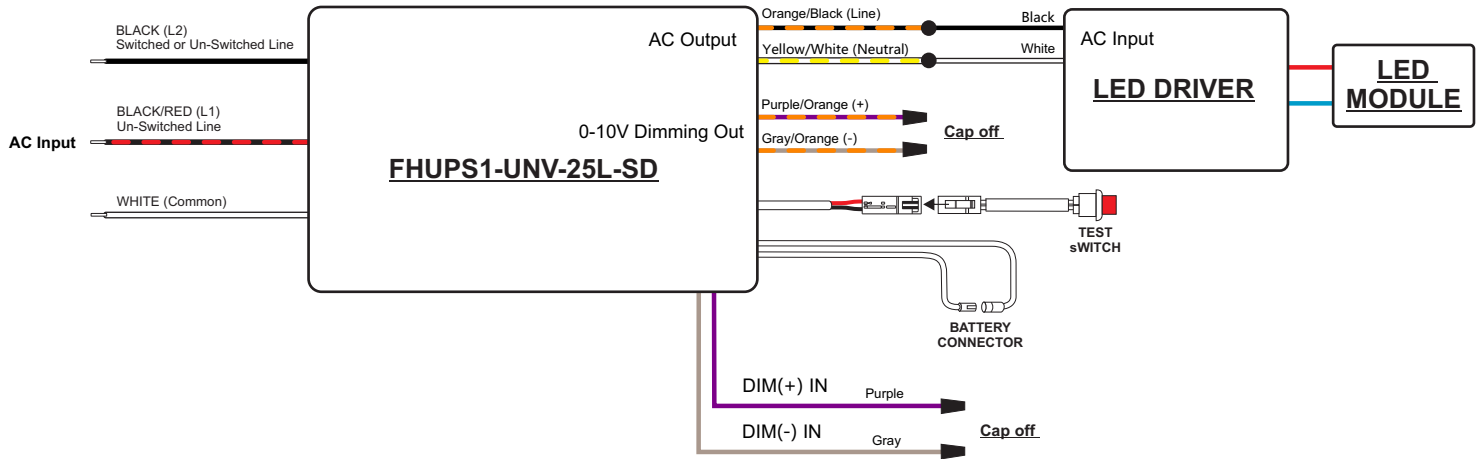 BLACK (L2)
Switched or Un-Switched Line
BLACK/RED (L1)
Un-Switched Line
AC Input
WHITE (Common)
AC Output
0-10V Dimming Out
FHUPS1-UNV-25L-SD
Orange/Black (Line)
Yellow/White (Neutral)
Purple/Orange (+)
Gray/Orange (-)
Cap off
Black
White
AC Input
LED DRIVER
LED
MODULE
TEST
sWITCH
BATTERY
CONNECTOR
DIM(+) IN
Purple
DIM(-) IN
Gray
Cap off